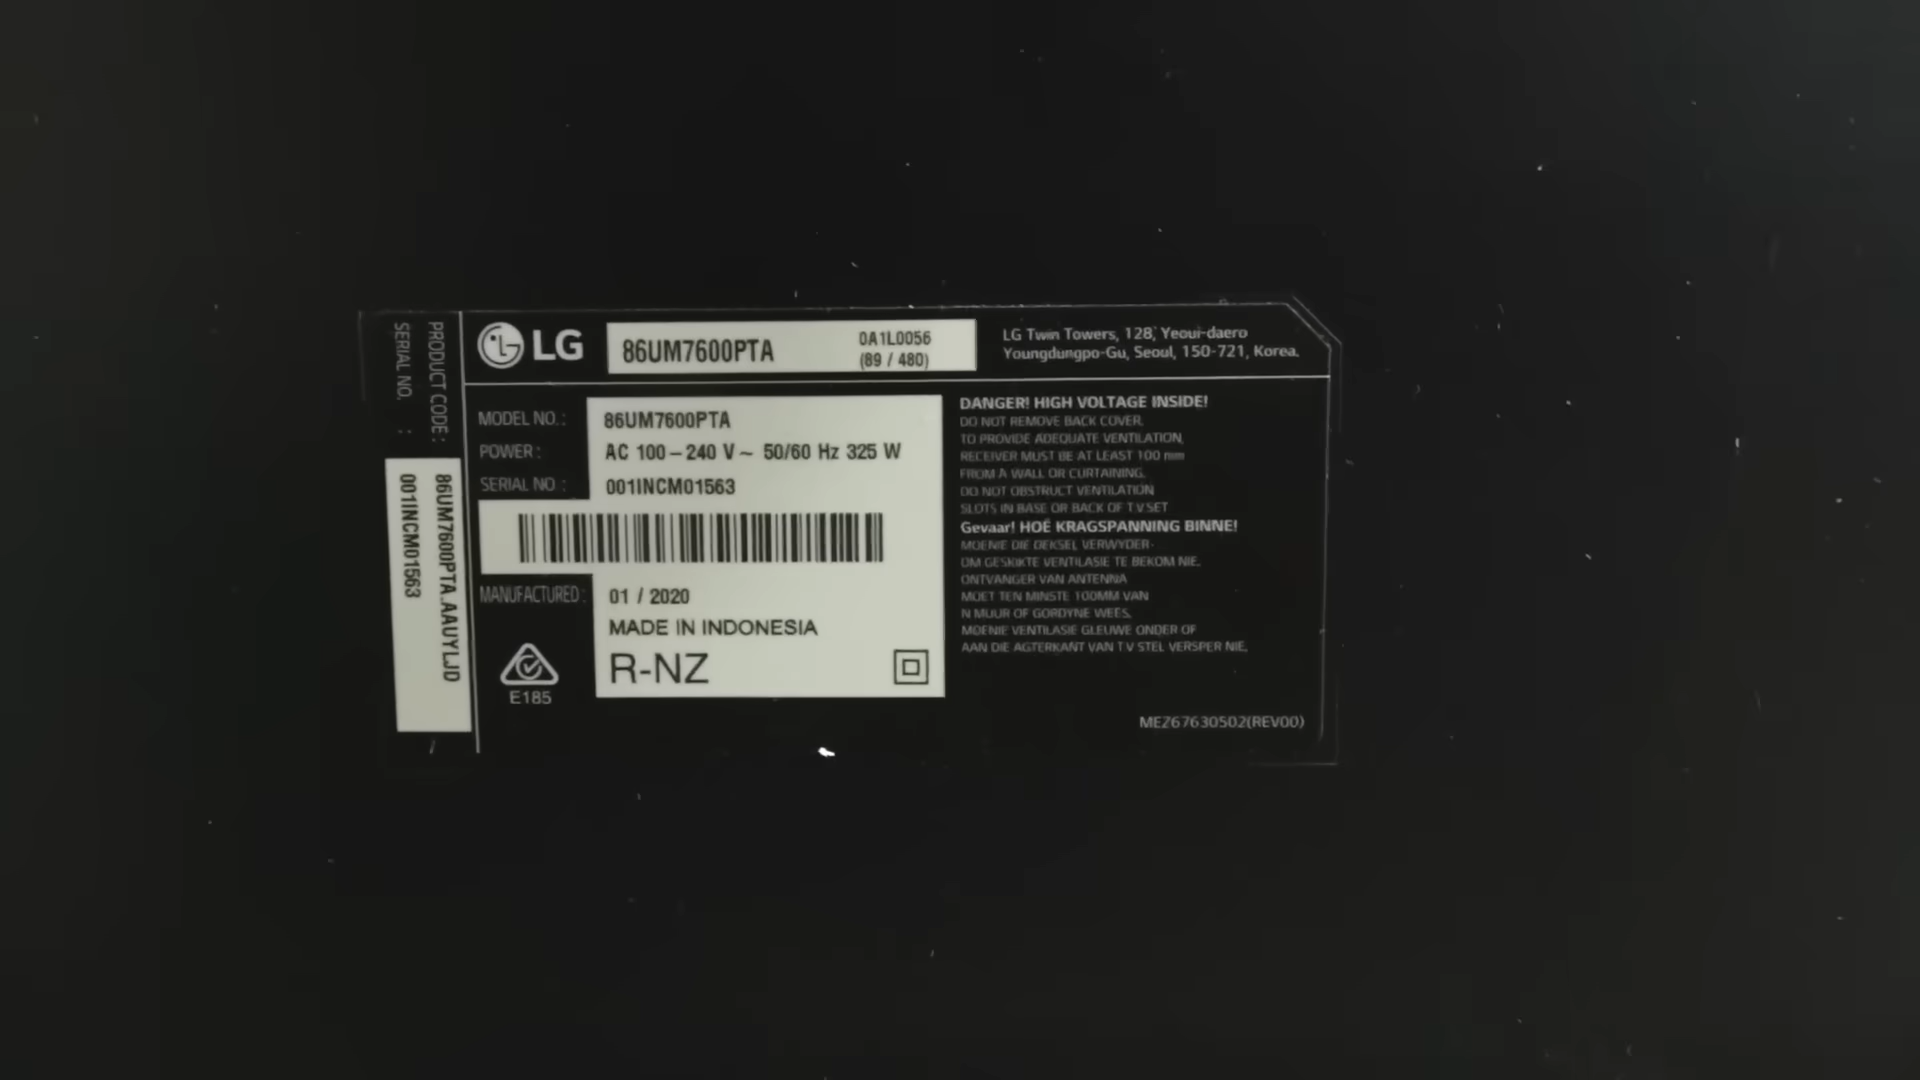 PRODUCT CODE: 86UM7600PTA.AAUYLJD
SERIAL NO. : 001INCM01563
LG
86UM7600PTA
0A1L0056
(89 / 480)
LG Twin Towers, 128, Yeoui-daero
Youngdungpo-Gu, Seoul, 150-721, Korea.
MODEL NO.: 86UM7600PTA
POWER: AC 100–240 V~ 50/60 Hz 325 W
SERIAL NO : 001INCM01563
MANUFACTURED: 01 / 2020
MADE IN INDONESIA
R-NZ
E185
DANGER! HIGH VOLTAGE INSIDE!
DO NOT REMOVE BACK COVER.
TO PROVIDE ADEQUATE VENTILATION,
RECEIVER MUST BE AT LEAST 100 mm
FROM A WALL OR CURTAINING.
DO NOT OBSTRUCT VENTILATION
SLOTS IN BASE OR BACK OF T.V SET
Gevaar! HOË KRAGSPANNING BINNE!
MOENIE DIE DEKSEL VERWYDER·
OM GESKIKTE VENTILASIE TE BEKOM NIE.
ONTVANGER VAN ANTENNA
MOET TEN MINSTE 100MM VAN
N MUUR OF GORDYNE WEES.
MOENIE VENTILASIE GLEUWE ONDER OF
AAN DIE AGTERKANT VAN T V STEL VERSPER NIE.
MEZ67630502(REV00)